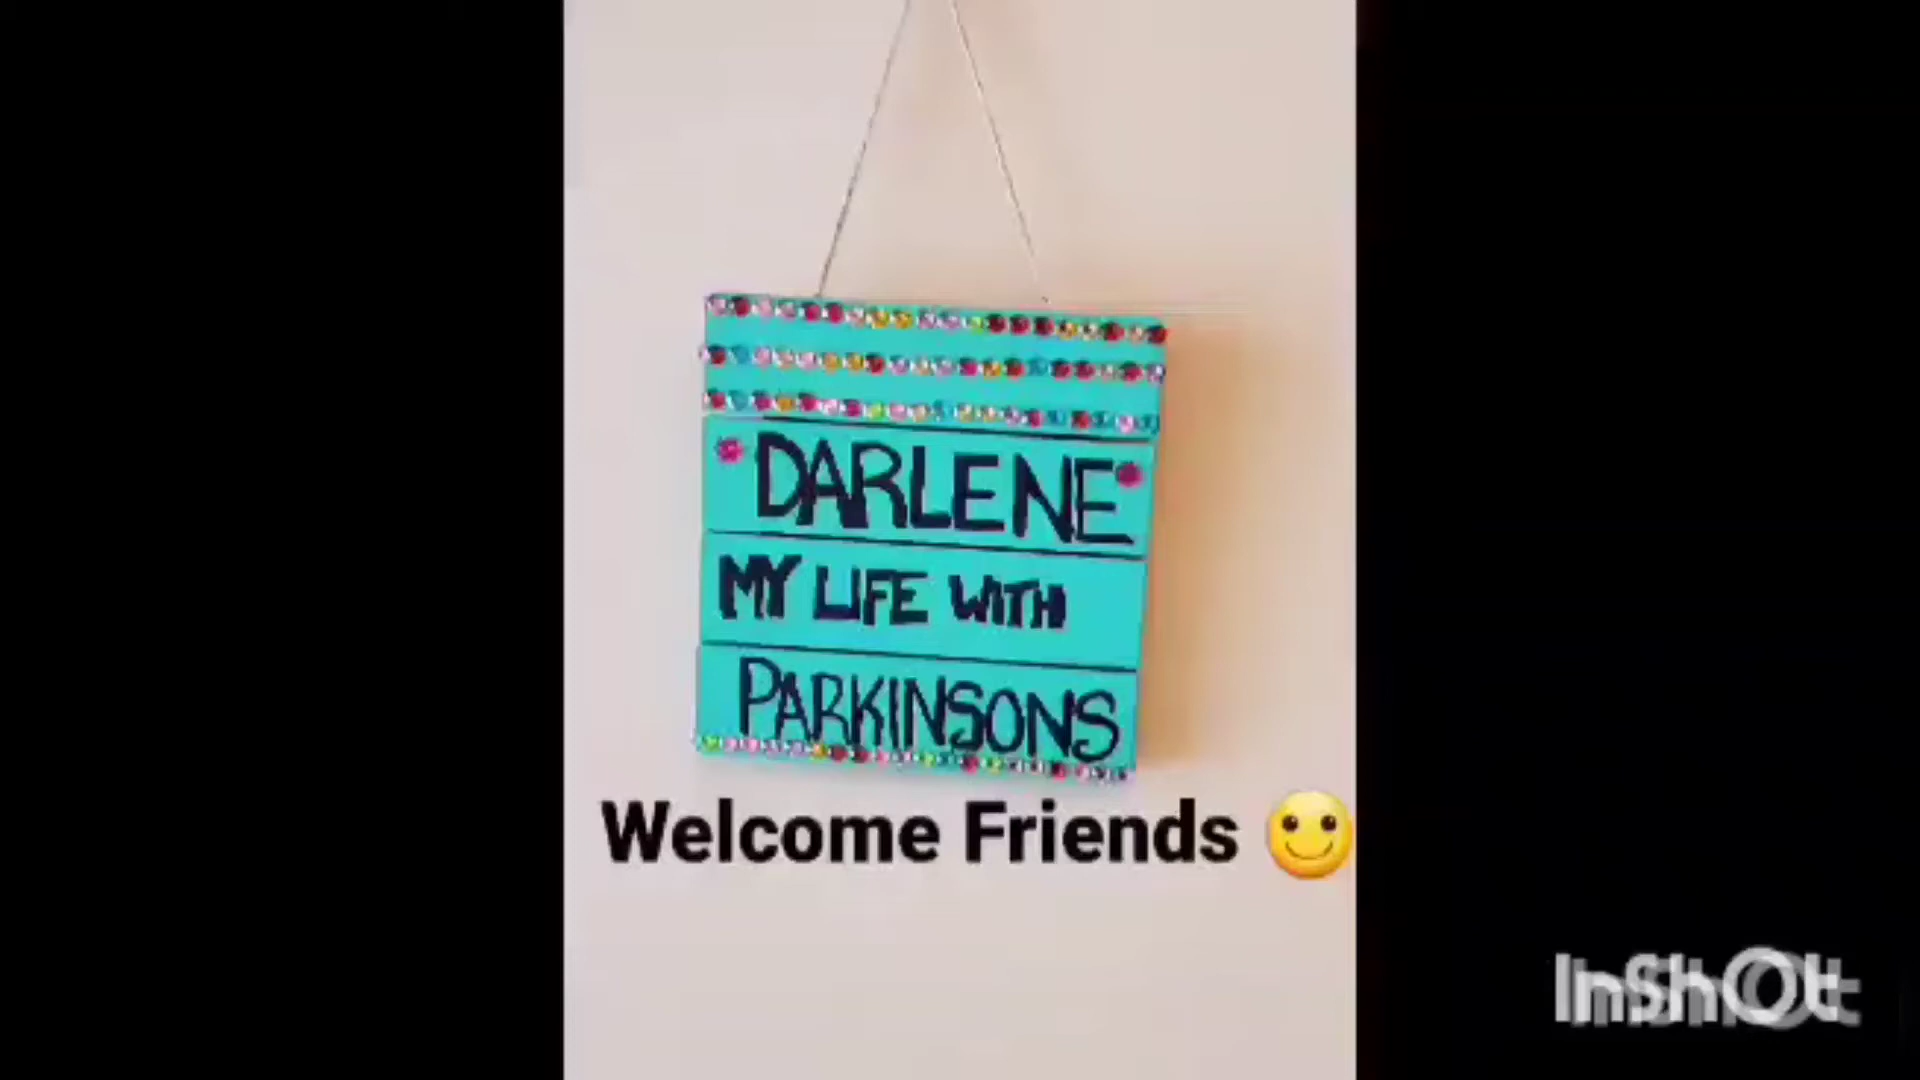 DARLENE
MY LIFE WITH
PARKINSONS
Welcome Friends 🙂
InShOt